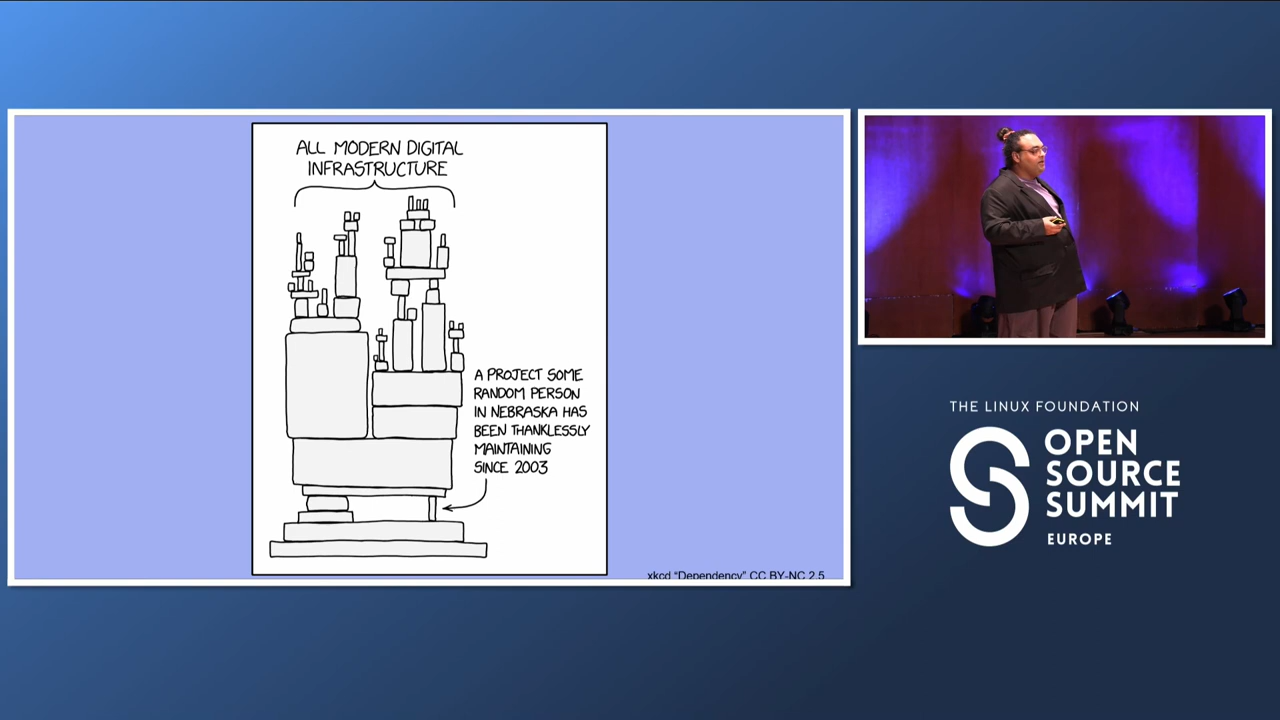 ALL MODERN DIGITAL
INFRASTRUCTURE
A PROJECT SOME
RANDOM PERSON
IN NEBRASKA HAS
BEEN THANKLESSLY
MAINTAINING
SINCE 2003
xkcd “Dependency” CC BY-NC 2.5
THE LINUX FOUNDATION
OPEN
SOURCE
SUMMIT
EUROPE